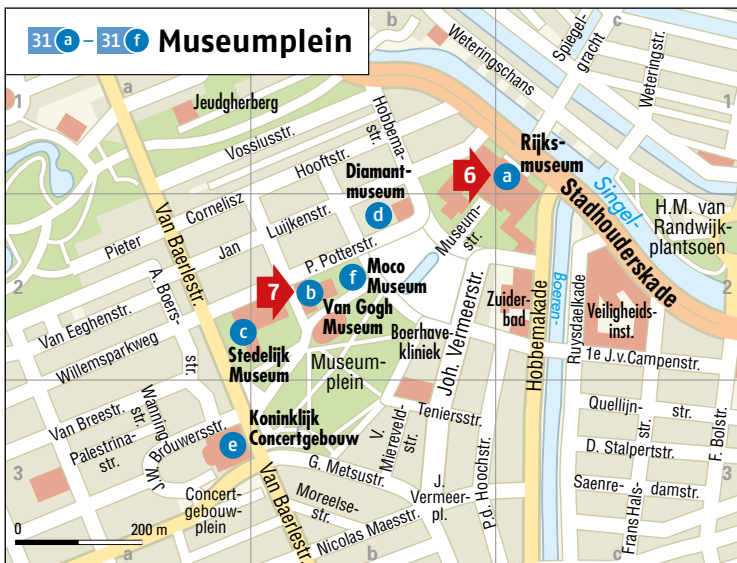 31 a – 31 f Museumplein
a
b
c
1
1
Weteringschans
Spiegel-
gracht
Weteringstr.
Jeudgherberg
Vossiusstr.
Hobbema-
str.
Hooftstr.
Cornelisz
Pieter
Diamant-
museum
d
6
a
Rijks-
museum
Singel-
Stadhouderskade
H.M. van
Randwijk-
plantsoen
Van Baerlestr.
Jan
Luijkenstr.
P. Potterstr.
Museum-
str.
2
2
A. Boers-
str.
Van Eeghenstr.
Willemsparkweg
7
b
f
Moco
Museum
Van Gogh
Museum
c
Stedelijk
Museum
Museum-
plein
Boerhave-
kliniek
Joh. Vermeerstr.
Zuider-
bad
Hobbemakade
Boeren-
Ruysdaelkade
Veiligheids-
inst.
1e J.v.Campenstr.
Van Breestr.
Palestrina-
str.
J.W.
Wanning
Brouwersstr.
e
Koninklijk
Concertgebouw
Van Baerlestr.
Concert-
gebouw-
plein
G. Metsustr.
Moreelse-
str.
Nicolas Maesstr.
V.
Miereveld-
str.
Teniersstr.
J.
Vermeer-
pl.
P.d. Hoochstr.
Quellijn-
str.
D. Stalpertstr.
Saenre-
damstr.
Frans Hals-
str.
F. Bolstr.
3
3
0
200 m
a
b
c